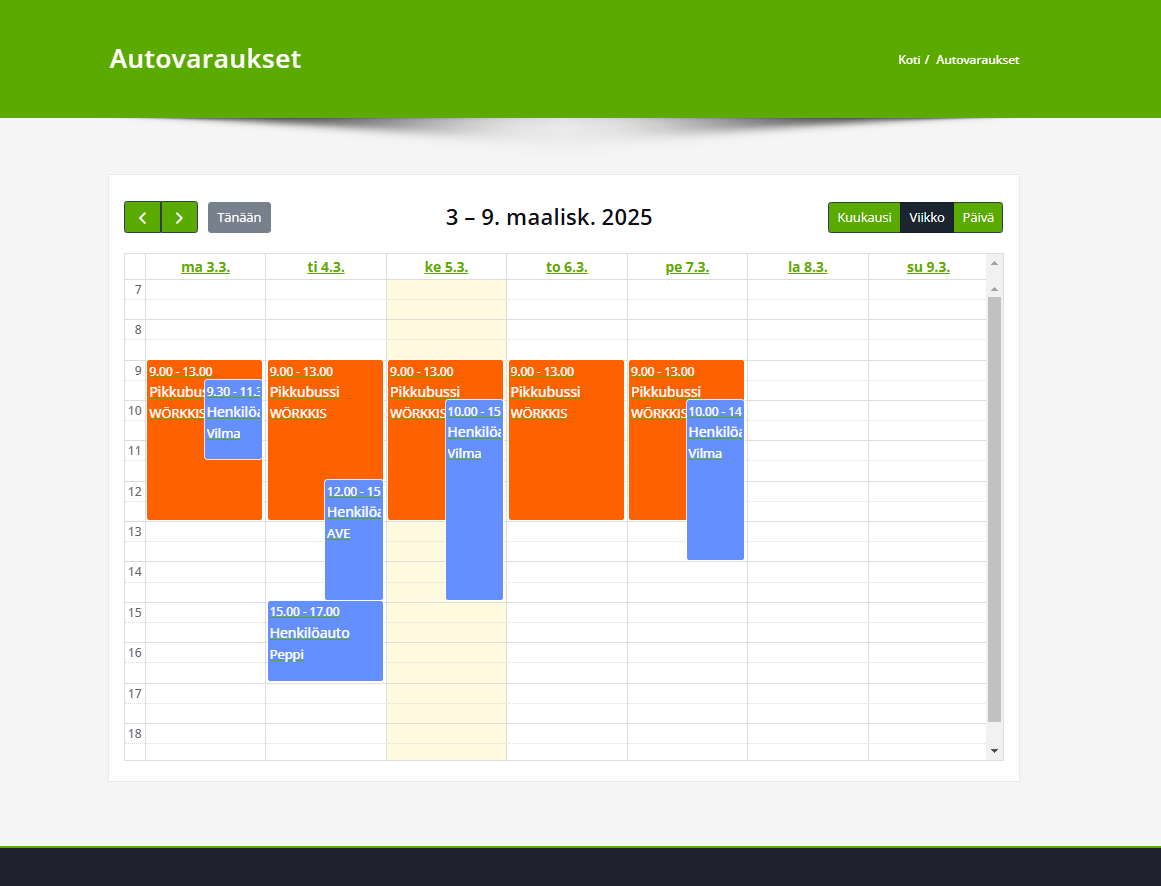 Autovaraukset
Koti / Autovaraukset
Tänään
3 – 9. maalisk. 2025
Kuukausi Viikko Päivä
ma 3.3. ti 4.3. ke 5.3. to 6.3. pe 7.3. la 8.3. su 9.3.
7
8
9
10
11
12
13
14
15
16
17
18
9.00 - 13.00
Pikkubus
WÖRKKIS
9.30 - 11.3
Henkilöa
Vilma
9.00 - 13.00
Pikkubussi
WÖRKKIS
12.00 - 15
Henkilöa
AVE
15.00 - 17.00
Henkilöauto
Peppi
9.00 - 13.00
Pikkubussi
WÖRKKIS
10.00 - 15
Henkilöa
Vilma
9.00 - 13.00
Pikkubussi
WÖRKKIS
9.00 - 13.00
Pikkubussi
WÖRKKIS
10.00 - 14
Henkilöa
Vilma